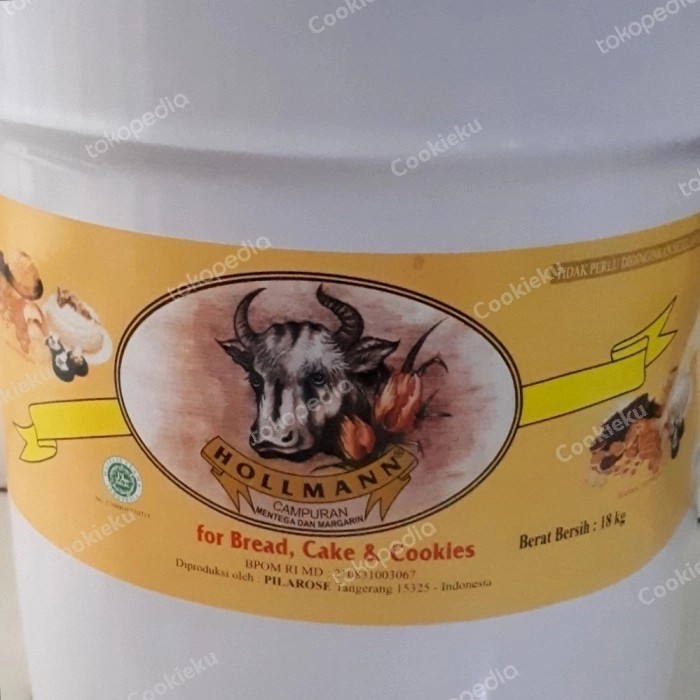 TIDAK PERLU DIDINGINKAN
HOLLMANN
CAMPURAN
MENTEGA DAN MARGARIN
for Bread, Cake & Cookies
Berat Bersih : 18 kg
BPOM RI MD :
Diproduksi oleh : PILAROSE Tangerang 15325 - Indonesia
tokopedia
Cookieku